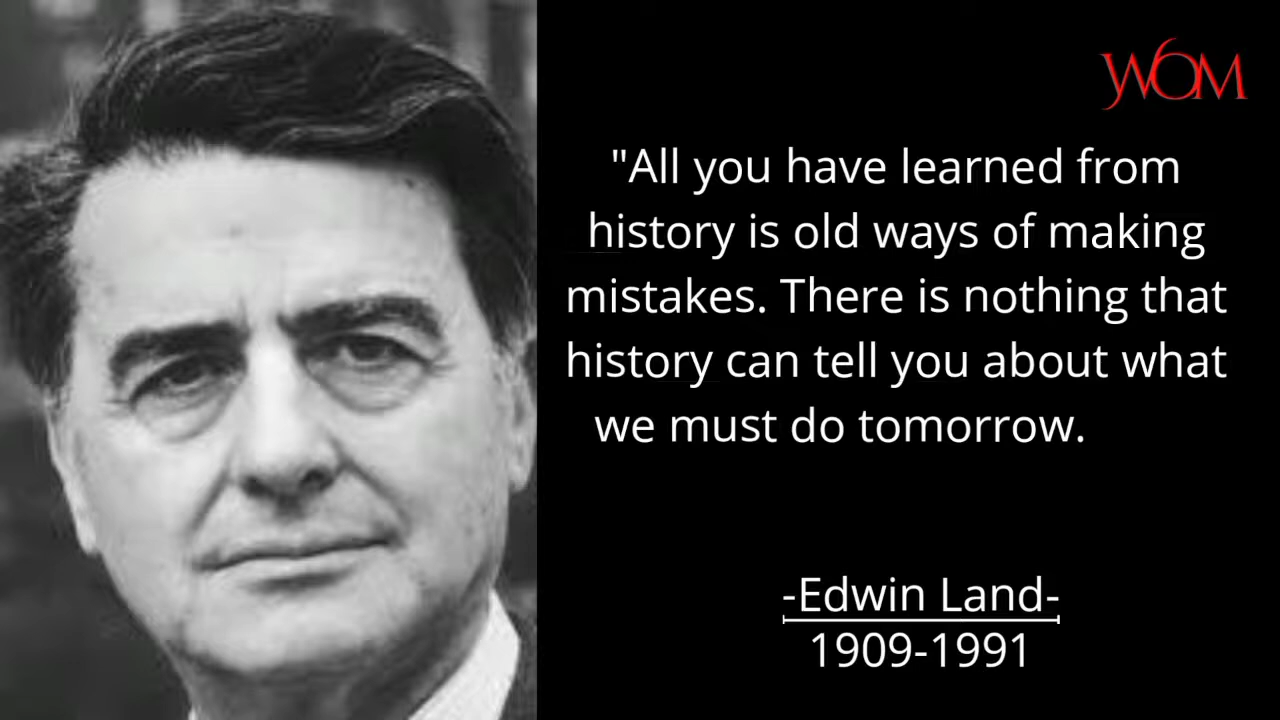 WOM
"All you have learned from
history is old ways of making
mistakes. There is nothing that
history can tell you about what
we must do tomorrow.
-Edwin Land-
1909-1991